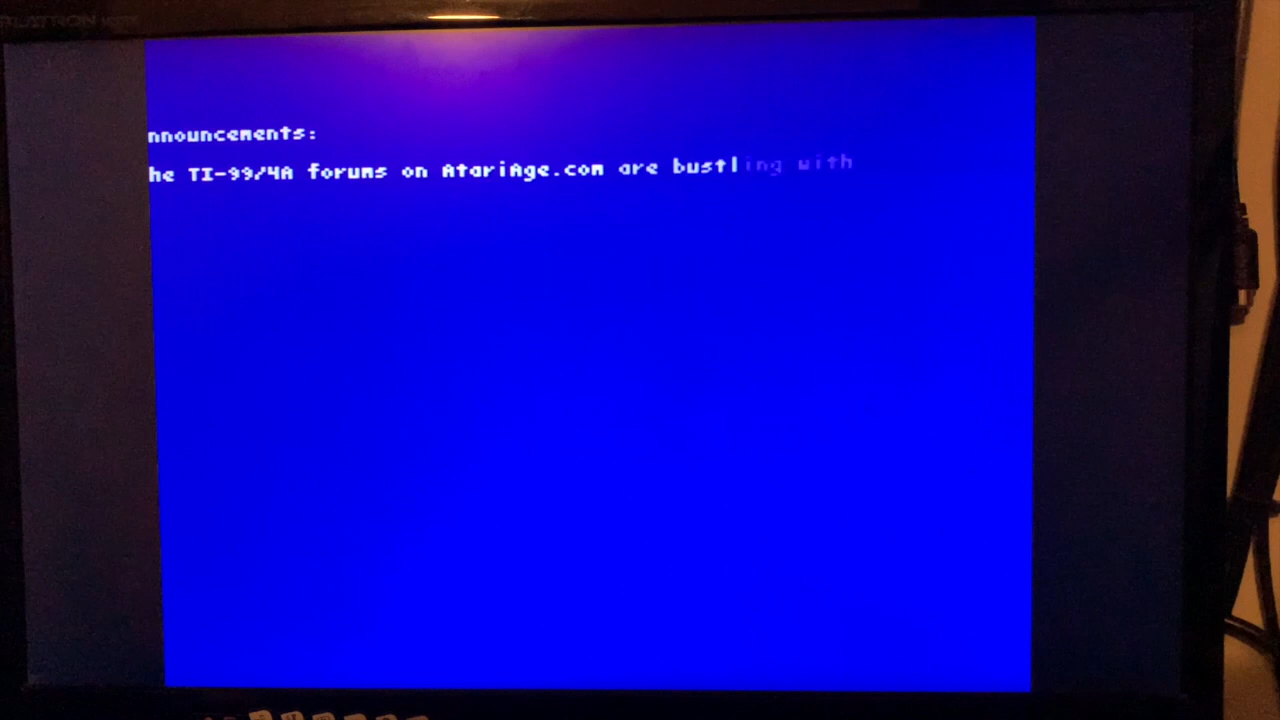 nnouncements:
he TI-99/4A forums on AtariAge.com are bustling with